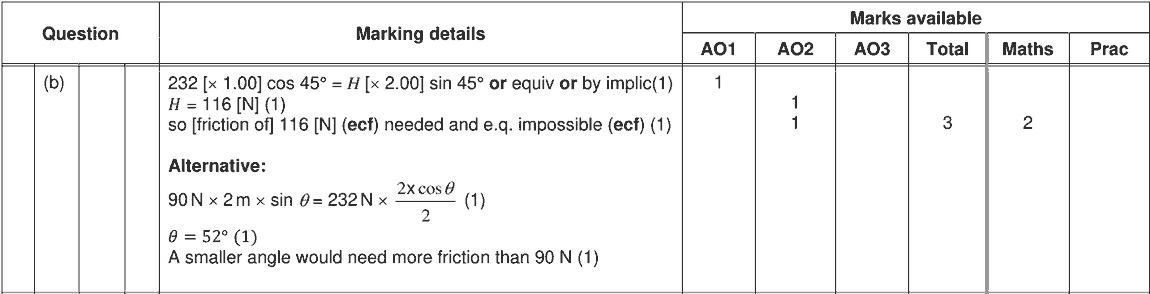 Question Marking details Marks available
AO1 AO2 AO3 Total Maths Prac
(b) 232 [× 1.00] cos 45° = H [× 2.00] sin 45° or equiv or by implic(1) 1
H = 116 [N] (1) 1
so [friction of] 116 [N] (ecf) needed and e.q. impossible (ecf) (1) 1 3 2
Alternative:
90 N × 2 m × sin θ = 232 N × 2x cos θ / 2 (1)
θ = 52° (1)
A smaller angle would need more friction than 90 N (1)